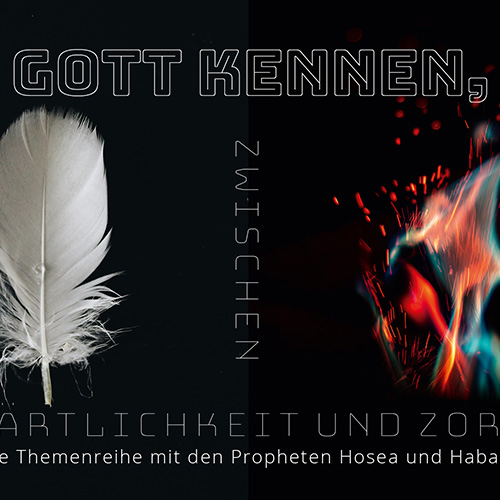 GOTT KENNEN,
ZWISCHEN
ARTLICHKEIT UND ZOR
e Themenreihe mit den Propheten Hosea und Haba